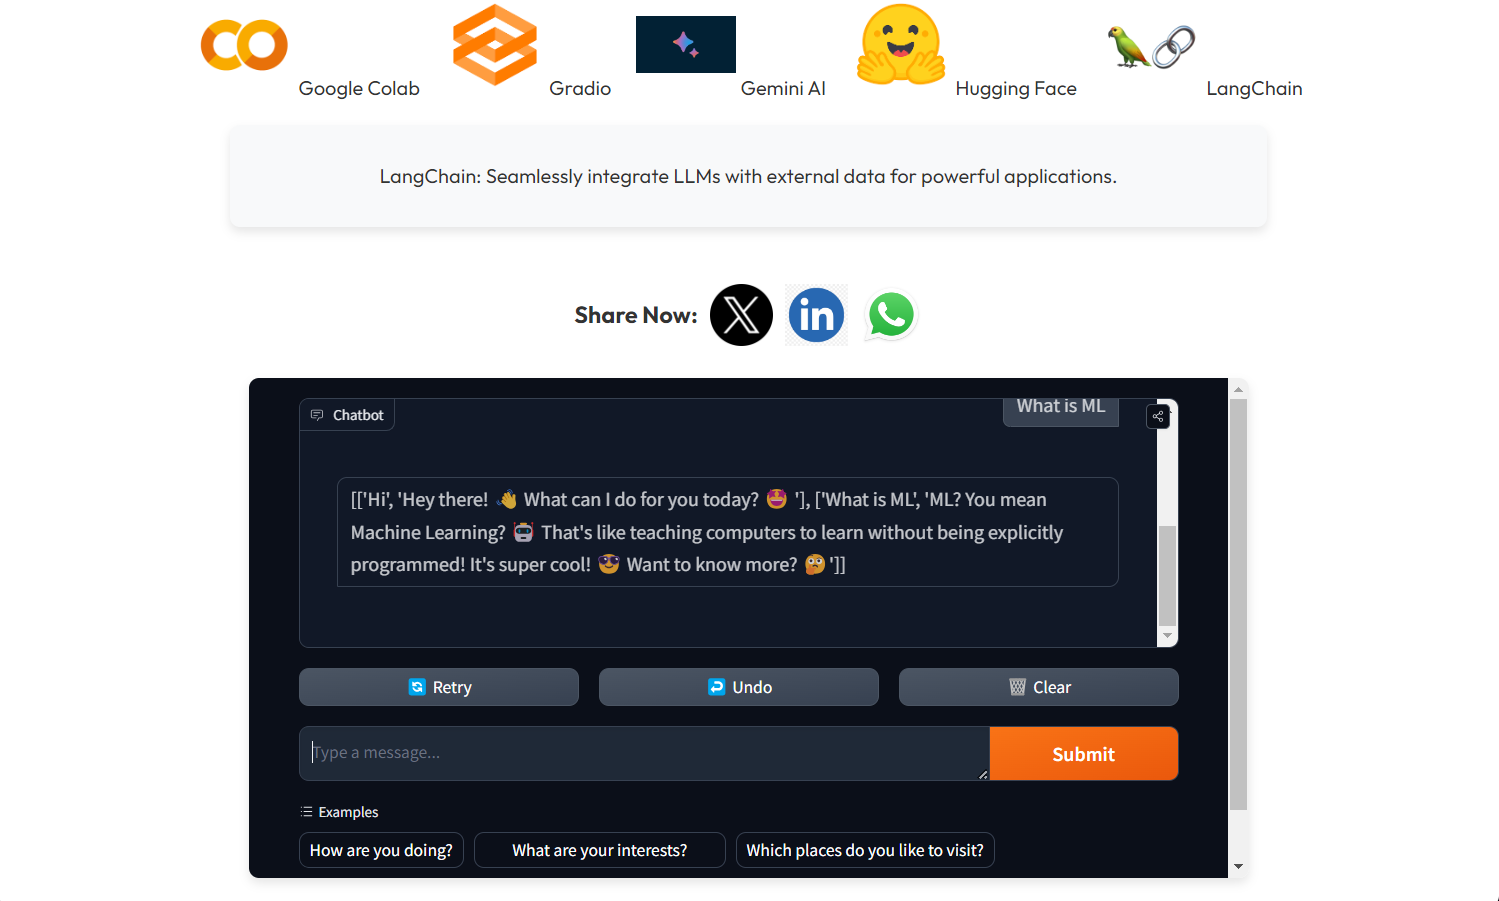 Google Colab
Gradio
Gemini AI
Hugging Face
LangChain
LangChain: Seamlessly integrate LLMs with external data for powerful applications.
Share Now:
in
Chatbot
What is ML
[['Hi', 'Hey there! 👋 What can I do for you today? 🤩 '], ['What is ML', 'ML? You mean
Machine Learning? 🤖 That's like teaching computers to learn without being explicitly
programmed! It's super cool! 😎 Want to know more? 🤔 ']]
Retry
Undo
Clear
Type a message...
Submit
Examples
How are you doing?
What are your interests?
Which places do you like to visit?